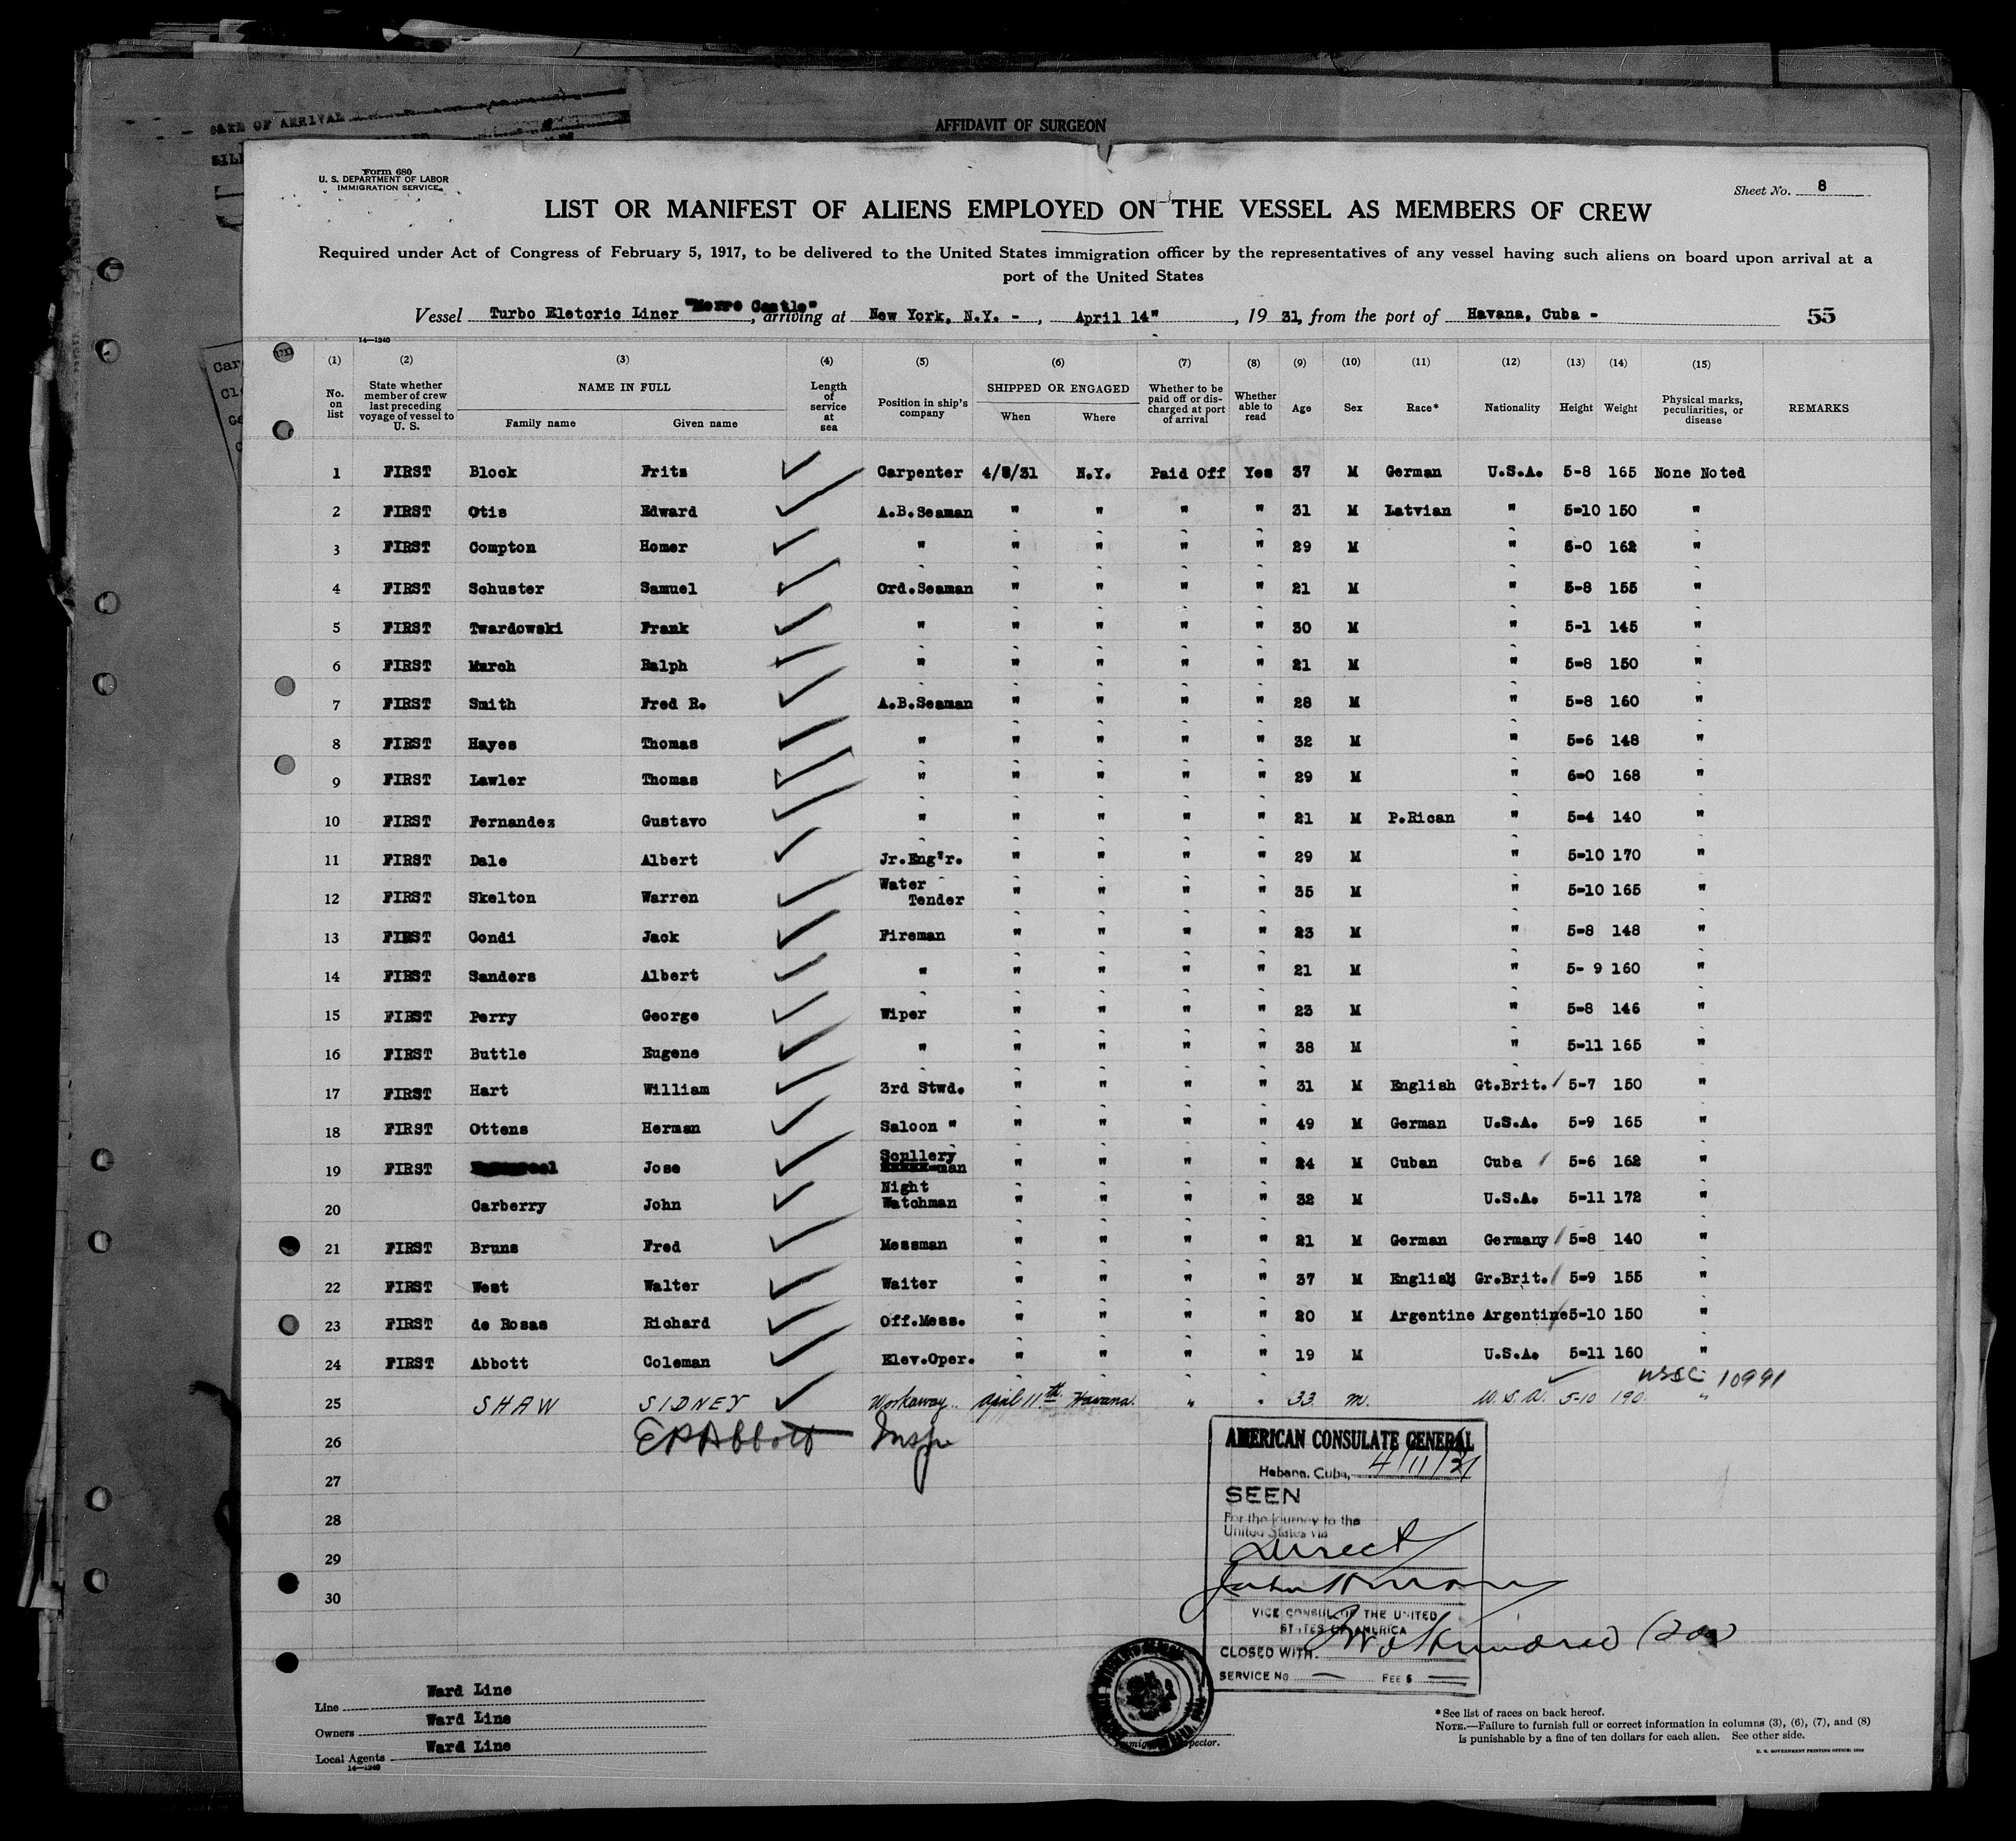 DATE OF ARRIVAL
AFFIDAVIT OF SURGEON
Form 680
U. S. DEPARTMENT OF LABOR
IMMIGRATION SERVICE
Sheet No. 8
LIST OR MANIFEST OF ALIENS EMPLOYED ON THE VESSEL AS MEMBERS OF CREW
Required under Act of Congress of February 5, 1917, to be delivered to the United States immigration officer by the representatives of any vessel having such aliens on board upon arrival at a
port of the United States
Vessel Turbo Eletoric Liner "Morro Castle", arriving at New York, N.Y. - , April 14", 1931, from the port of Havana, Cuba - 55
14—1240
(1) (2) (3) (4) (5) (6) (7) (8) (9) (10) (11) (12) (13) (14) (15)
No. on list State whether member of crew last preceding voyage of vessel to U. S. NAME IN FULL Family name Given name Length of service at sea Position in ship's company SHIPPED OR ENGAGED When Where Whether to be paid off or discharged at port of arrival Whether able to read Age Sex Race* Nationality Height Weight Physical marks, peculiarities, or disease REMARKS
1 FIRST Block Frits Carpenter 4/8/31 N.Y. Paid Off Yes 37 M German U.S.A. 5-8 165 None Noted
2 FIRST Otis Edward A.B.Seaman " " " " 31 M Latvian " 5-10 150 "
3 FIRST Compton Homer " " " " " 29 M " 6-0 162 "
4 FIRST Schuster Samuel Ord.Seaman " " " " 21 M " 5-8 155 "
5 FIRST Twardowski Frank " " " " " 30 M " 5-1 145 "
6 FIRST March Ralph " " " " " 21 M " 5-8 150 "
7 FIRST Smith Fred R. A.B.Seaman " " " " 28 M " 5-8 160 "
8 FIRST Hayes Thomas " " " " " 32 M " 5-6 148 "
9 FIRST Lawler Thomas " " " " " 29 M " 6-0 168 "
10 FIRST Fernandez Gustavo " " " " " 21 M P.Rican " 5-4 140 "
11 FIRST Dale Albert Jr.Eng'r. " " " " 29 M " 5-10 170 "
12 FIRST Skelton Warren Water Tender " " " " 35 M " 5-10 165 "
13 FIRST Gondi Jack Fireman " " " " 23 M " 5-8 148 "
14 FIRST Sanders Albert " " " " " 21 M " 5- 9 160 "
15 FIRST Perry George Wiper " " " " 23 M " 5-8 146 "
16 FIRST Buttle Eugene " " " " " 38 M " 5-11 165 "
17 FIRST Hart William 3rd Stwd. " " " " 31 M English Gt.Brit. 5-7 150 "
18 FIRST Ottens Herman Saloon " " " " " 49 M German U.S.A. 5-9 165 "
19 FIRST Jose Scullery man " " " " 24 M Cuban Cuba 5-6 162 "
20 Carberry John Night Watchman " " " " 32 M U.S.A. 5-11 172 "
21 FIRST Bruns Fred Messman " " " " 21 M German Germany 5-8 140 "
22 FIRST West Walter Waiter " " " " 37 M English Gr.Brit. 5-9 155 "
23 FIRST de Rosas Richard Off.Mess. " " " " 20 M Argentine Argentine 5-10 150 "
24 FIRST Abbott Coleman Elev.Oper. " " " " 19 M U.S.A. 5-11 160 "
10991
25 SHAW SIDNEY Workaway April 11th Havana. " " 33 m. U.S.A. 5-10 190. "
26 EPAbbott Insp
27
28
29
30
AMERICAN CONSULATE GENERAL
Habana, Cuba, 4/11/31
SEEN
For the journey to the
United States via
Direct
VICE CONSUL OF THE UNITED
STATES OF AMERICA
CLOSED WITH Two Hundred (200)
SERVICE No — FEE $ —
Line Ward Line
Owners Ward Line
Local Agents Ward Line
14—1240
*See list of races on back hereof.
NOTE.—Failure to furnish full or correct information in columns (3), (6), (7), and (8)
is punishable by a fine of ten dollars for each alien. See other side.
U. S. GOVERNMENT PRINTING OFFICE: